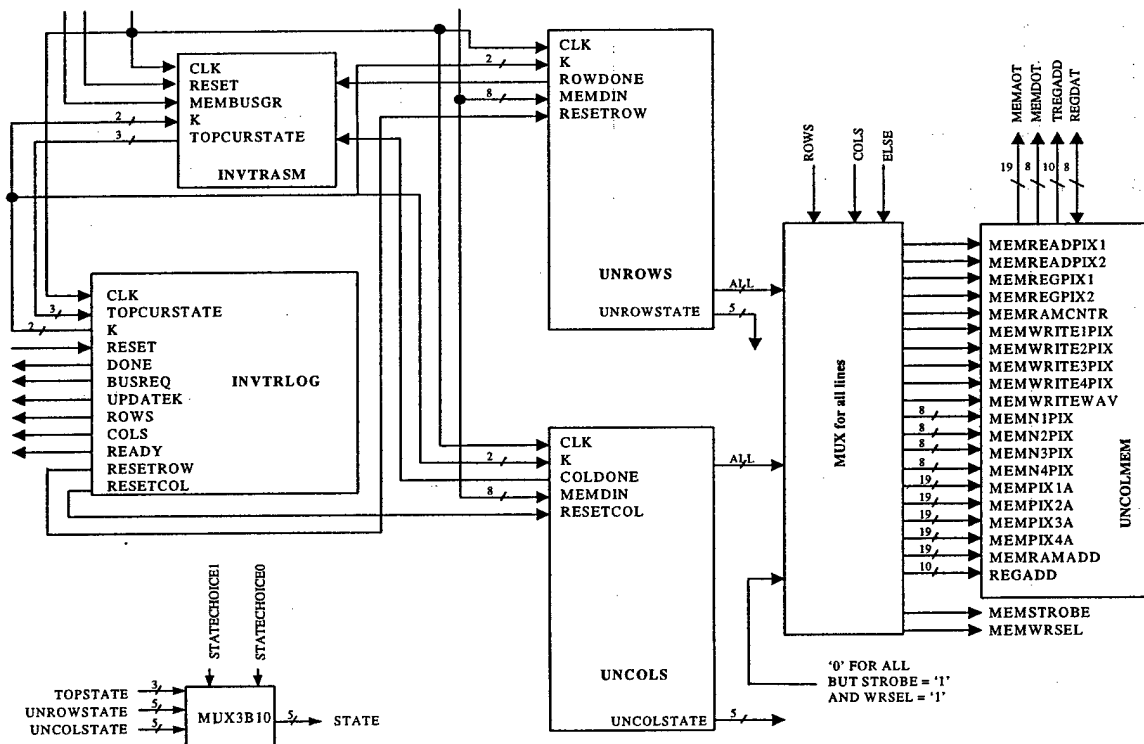 CLK
RESET
MEMBUSGR
2
K
3
TOPCURSTATE
INVTRASM
CLK
3
TOPCURSTATE
2
K
RESET
DONE
BUSREQ
UPDATEK
ROWS
COLS
READY
RESETROW
RESETCOL
INVTRLOG
CLK
2
K
ROWDONE
8
MEMDIN
RESETROW
UNROWS
ALL
5
UNROWSTATE
CLK
2
K
COLDONE
8
MEMDIN
RESETCOL
ALL
UNCOLS
5
UNCOLSTATE
ROWS
COLS
ELSE
MUX for all lines
'0' FOR ALL
BUT STROBE = '1'
AND WRSEL = '1'
MEMAOT
MEMDOT
TREGADD
REGDAT
19
8
10
8
MEMREADPIX1
MEMREADPIX2
MEMREGPIX1
MEMREGPIX2
MEMRAMCNTR
MEMWRITE1PIX
MEMWRITE2PIX
MEMWRITE3PIX
MEMWRITE4PIX
MEMWRITEWAV
8 MEMN1PIX
8 MEMN2PIX
8 MEMN3PIX
8 MEMN4PIX
19 MEMPIX1A
19 MEMPIX2A
19 MEMPIX3A
19 MEMPIX4A
19 MEMRAMADD
10 REGADD
UNCOLMEM
MEMSTROBE
MEMWRSEL
STATECHOICE1
STATECHOICE0
TOPSTATE 3
UNROWSTATE 5
UNCOLSTATE 5
MUX3B10
5 STATE